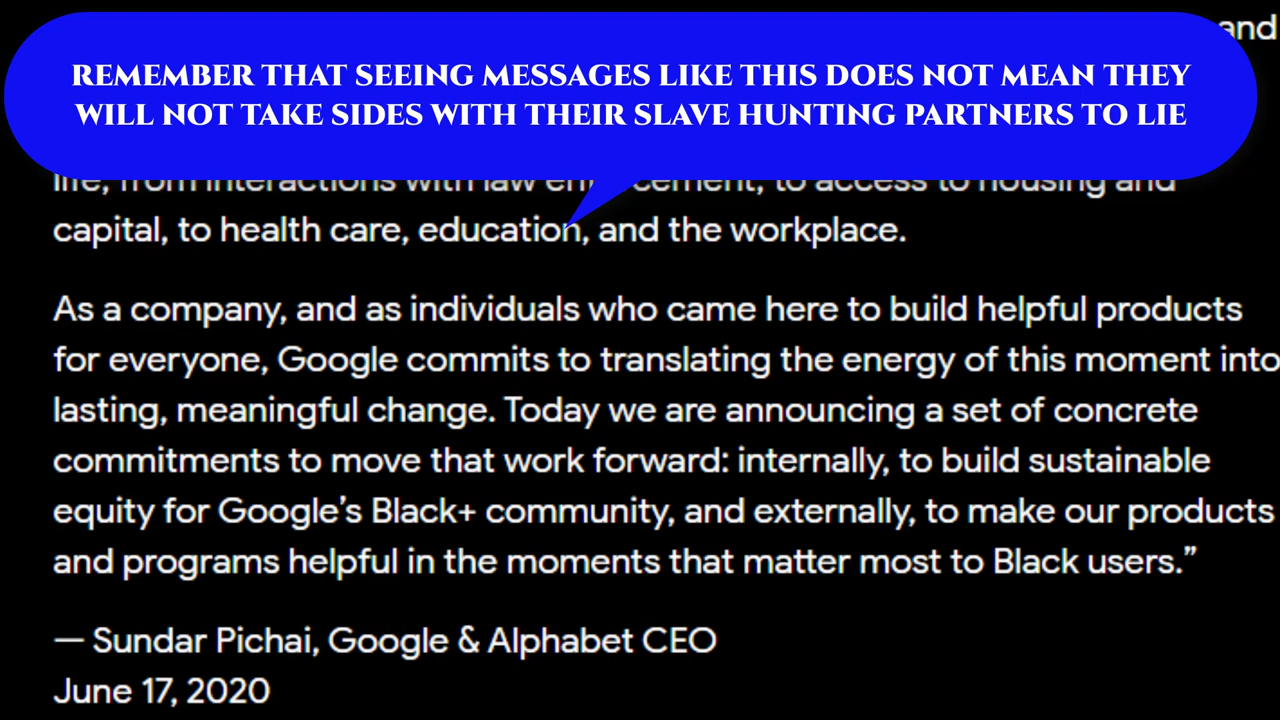 and
REMEMBER THAT SEEING MESSAGES LIKE THIS DOES NOT MEAN THEY
WILL NOT TAKE SIDES WITH THEIR SLAVE HUNTING PARTNERS TO LIE
life, from interactions with law enforcement, to access to housing and
capital, to health care, education, and the workplace.
As a company, and as individuals who came here to build helpful products
for everyone, Google commits to translating the energy of this moment into
lasting, meaningful change. Today we are announcing a set of concrete
commitments to move that work forward: internally, to build sustainable
equity for Google’s Black+ community, and externally, to make our products
and programs helpful in the moments that matter most to Black users.”
— Sundar Pichai, Google & Alphabet CEO
June 17, 2020